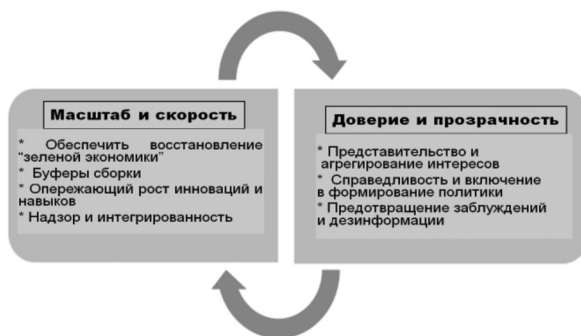 Масштаб и скорость
* Обеспечить восстановление
“зеленой экономики”
* Буферы сборки
* Опережающий рост инноваций и
навыков
* Надзор и интегрированность
Доверие и прозрачность
* Представительство и
агрегирование интересов
* Справедливость и включение
в формирование политики
* Предотвращение заблуждений
и дезинформации